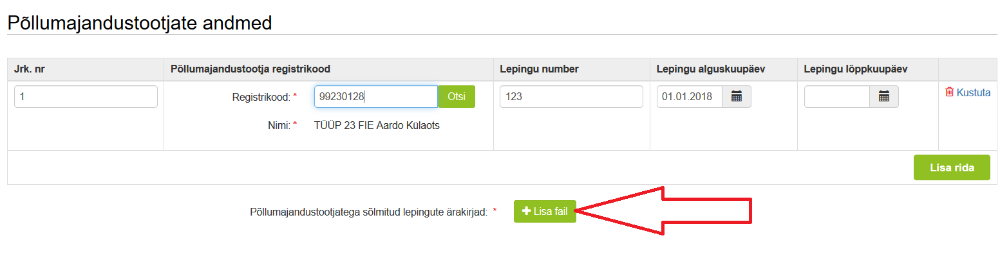 Põllumajandustootjate andmed
Jrk. nr Põllumajandustootja registrikood Lepingu number Lepingu alguskuupäev Lepingu lõppkuupäev
1 Registrikood: * 99230128 Otsi 123 01.01.2018 Kustuta
Nimi: * TÜÜP 23 FIE Aardo Külaots
Lisa rida
Põllumajandustootjatega sõlmitud lepingute ärakirjad: * Lisa fail